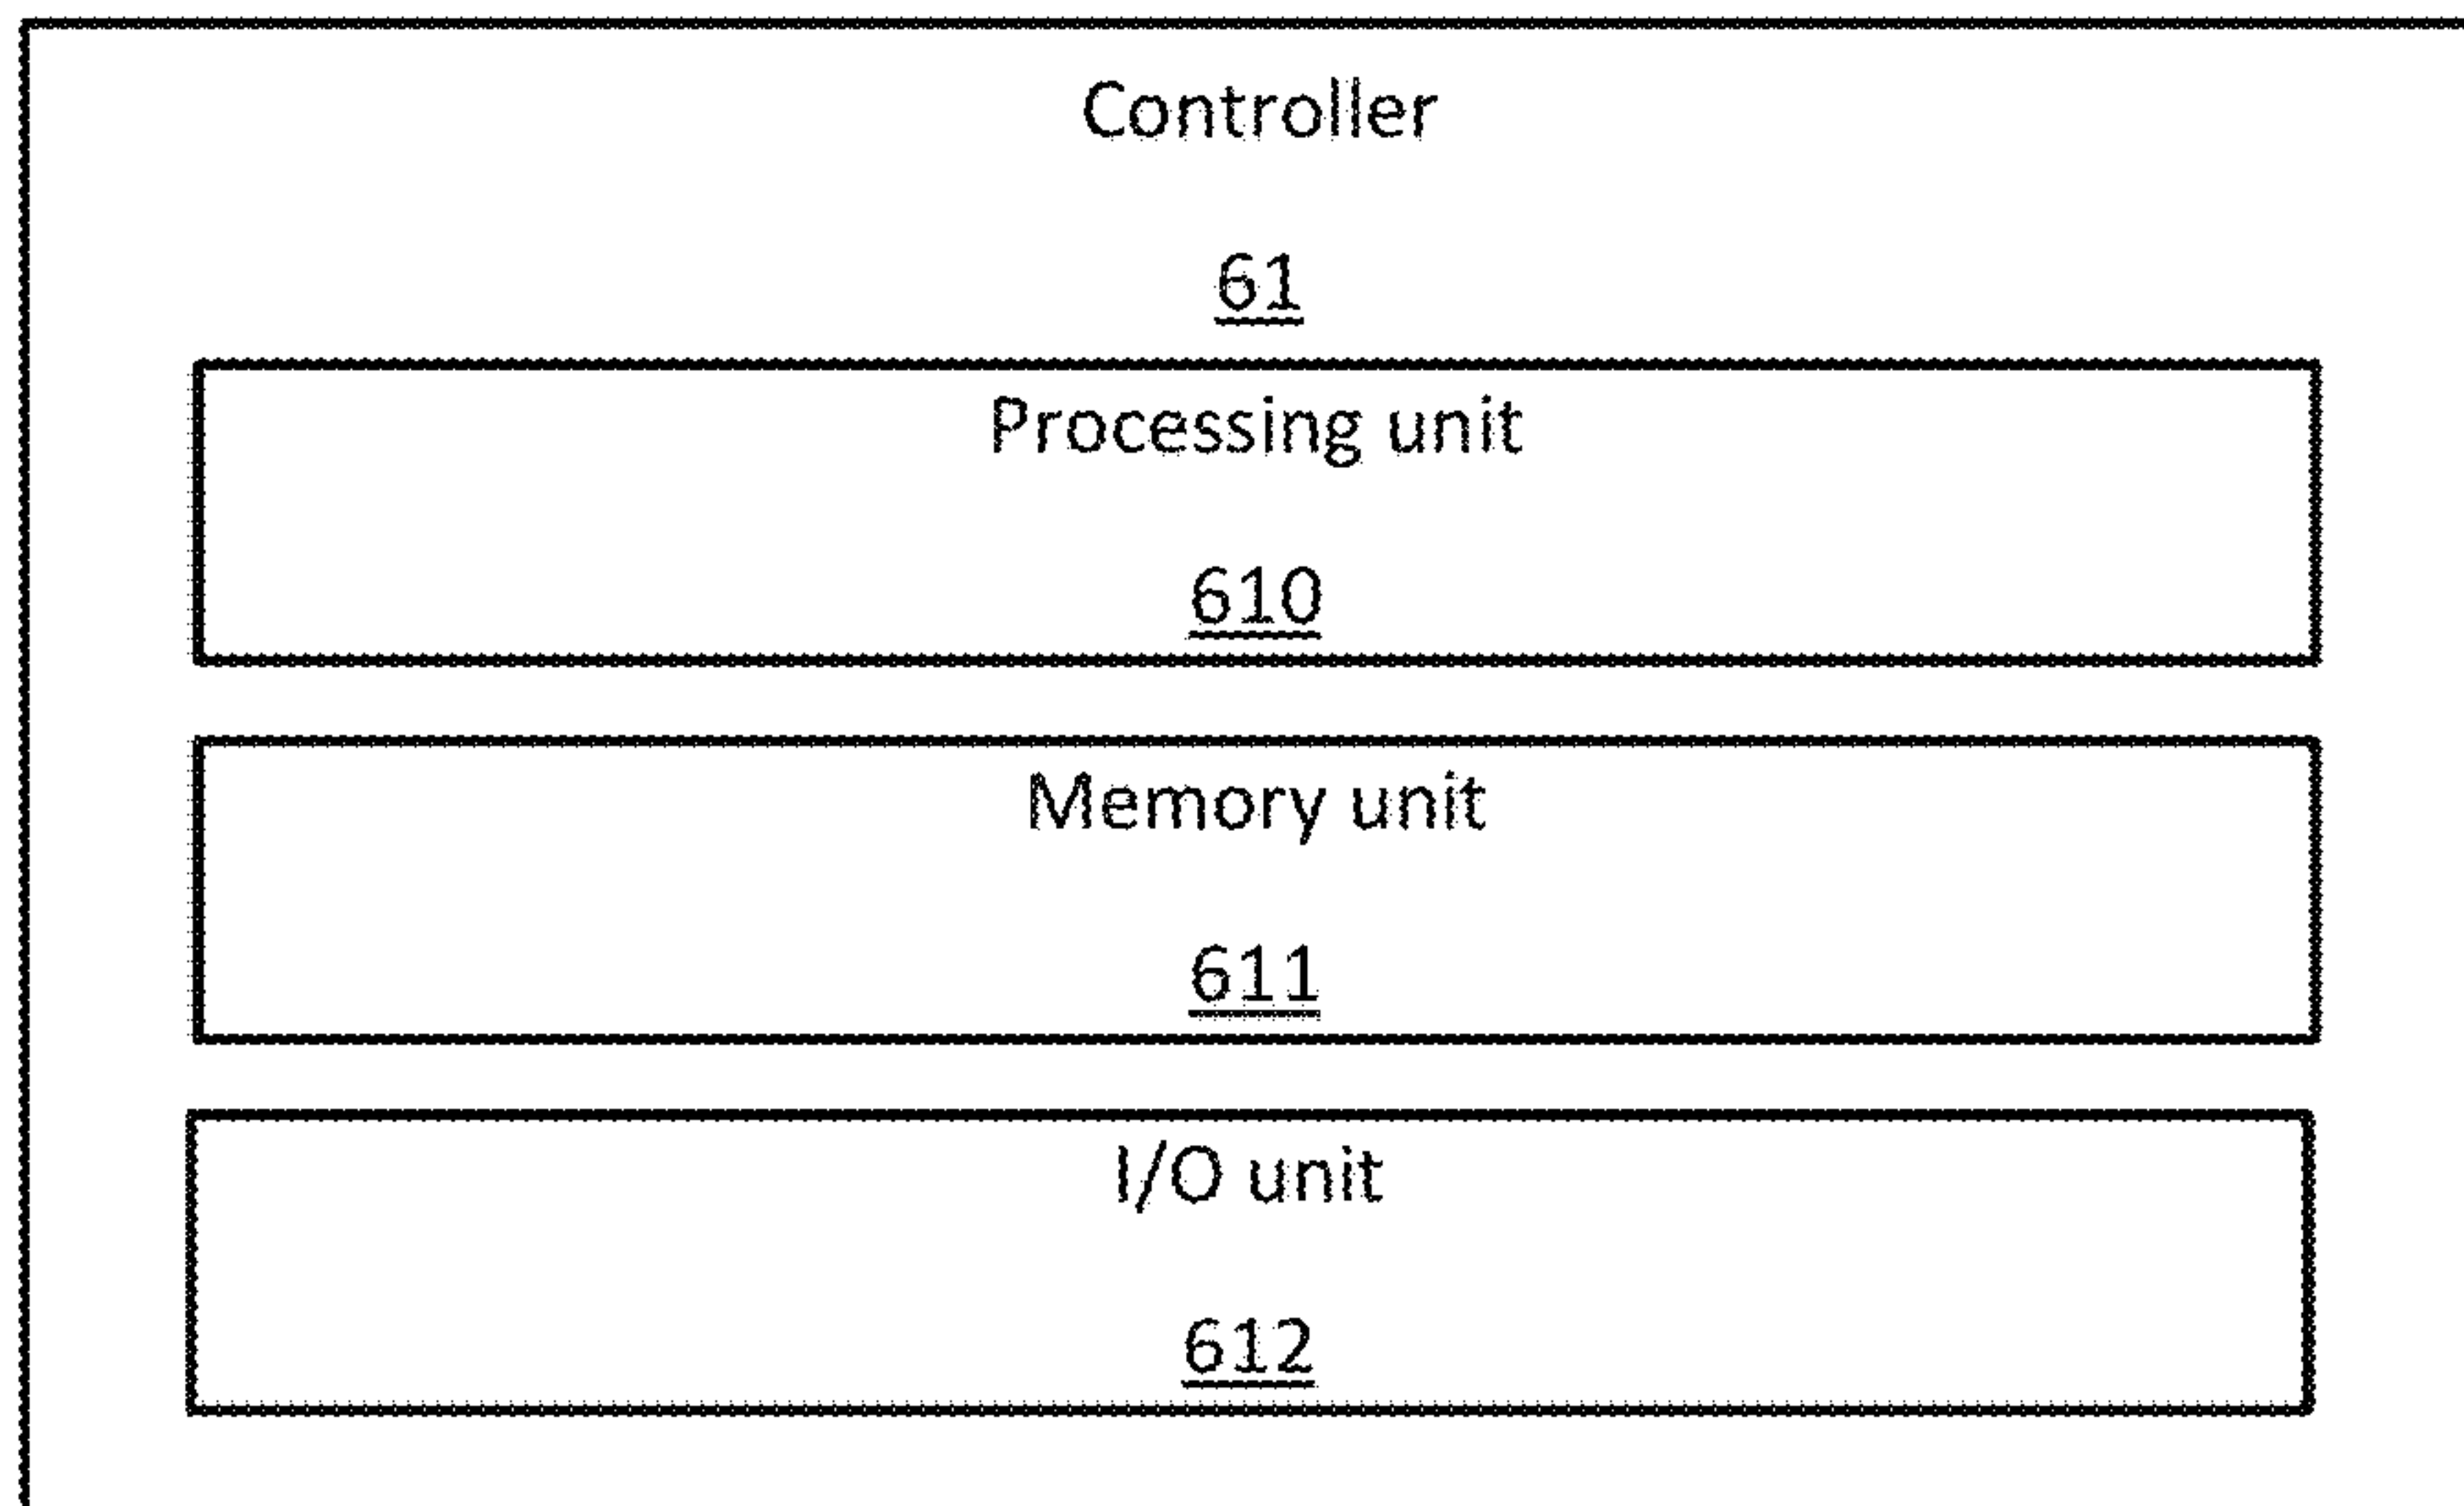 Controller
61
Processing unit
610
Memory unit
611
I/O unit
612